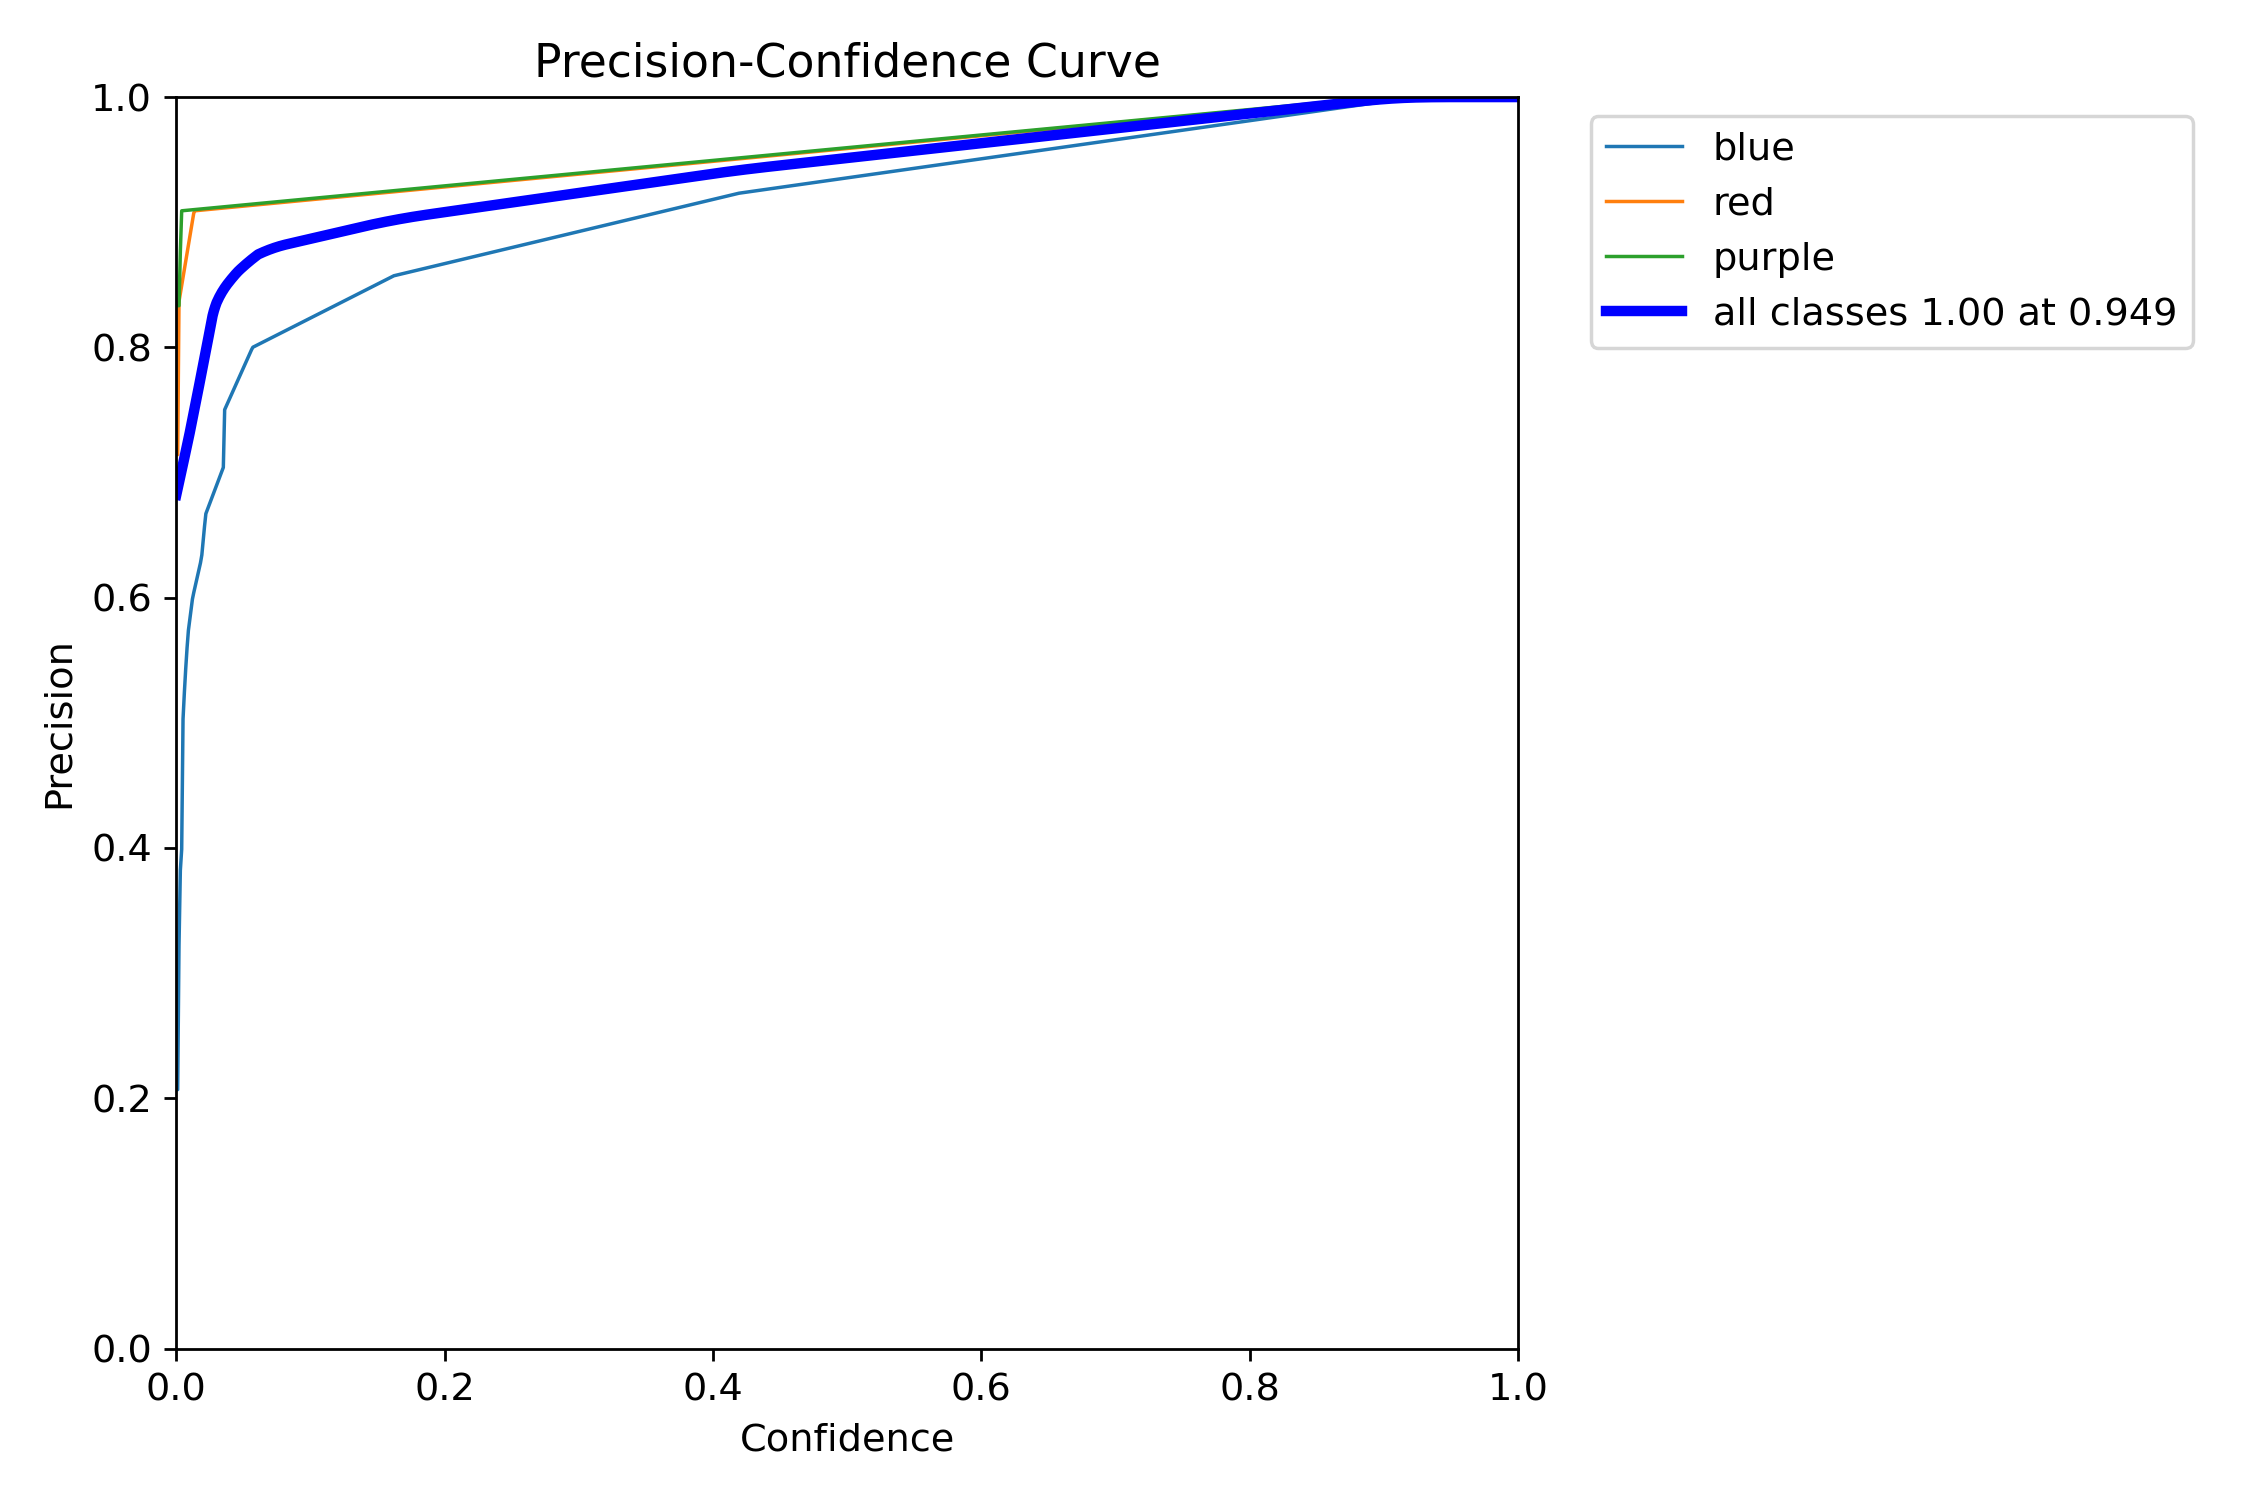 Precision-Confidence Curve
1.0
0.8
0.6
0.4
0.2
0.0
Precision
0.0 0.2 0.4 0.6 0.8 1.0
Confidence
blue
red
purple
all classes 1.00 at 0.949